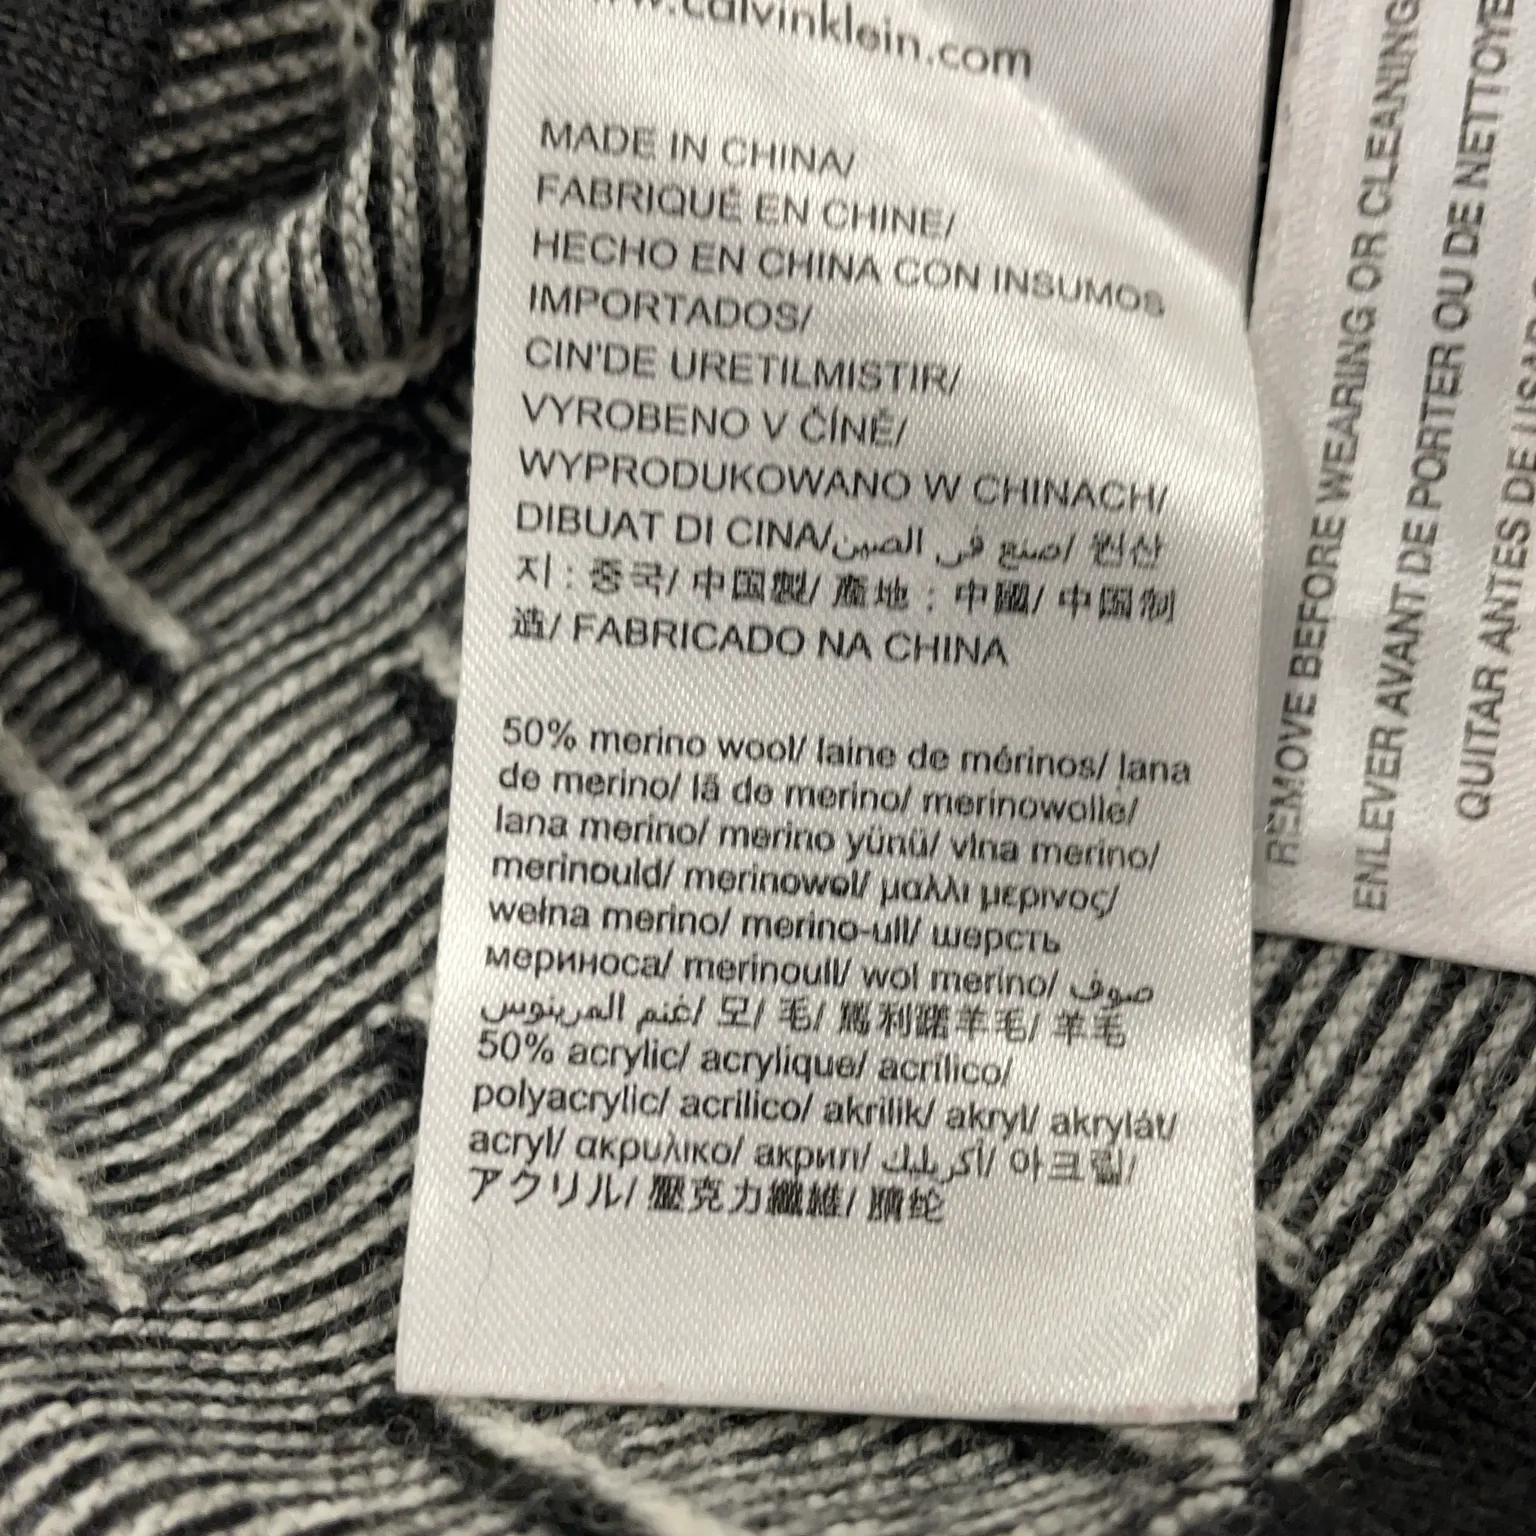 .calvinklein.com
MADE IN CHINA/
FABRIQUÉ EN CHINE/
HECHO EN CHINA CON INSUMOS
IMPORTADOS/
CIN'DE URETILMISTIR/
VYROBENO V ČÍNĚ/
WYPRODUKOWANO W CHINACH/
DIBUAT DI CINA/صنع في الصين/ 원산
지 : 중국/ 中国製/ 産地 : 中國/ 中国制
造/ FABRICADO NA CHINA
50% merino wool/ laine de mérinos/ lana
de merino/ lã de merino/ merinowolle/
lana merino/ merino yünü/ vlna merino/
merinould/ merinowol/ μαλλι μερινος/
wełna merino/ merino-ull/ шерсть
мериноса/ merinoull/ wol merino/ صوف
غنم المرينوس/ 모/ 毛/ 利諾羊毛/ 羊毛
50% acrylic/ acrylique/ acrílico/
polyacrylic/ acrilico/ akrilik/ akryl/ akrylát/
acryl/ ακρυλικο/ акрил/ أكريليك/ 아크릴/
アクリル/ 壓克力纖維/ 腈纶
REMOVE BEFORE WEARING OR CLEANING
ENLEVER AVANT DE PORTER OU DE NETTOYE
QUITAR ANTES DE USAR